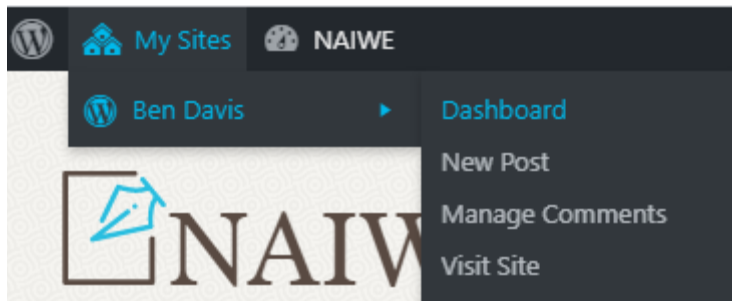 My Sites NAIWE
Ben Davis Dashboard
New Post
Manage Comments
NAIW
Visit Site